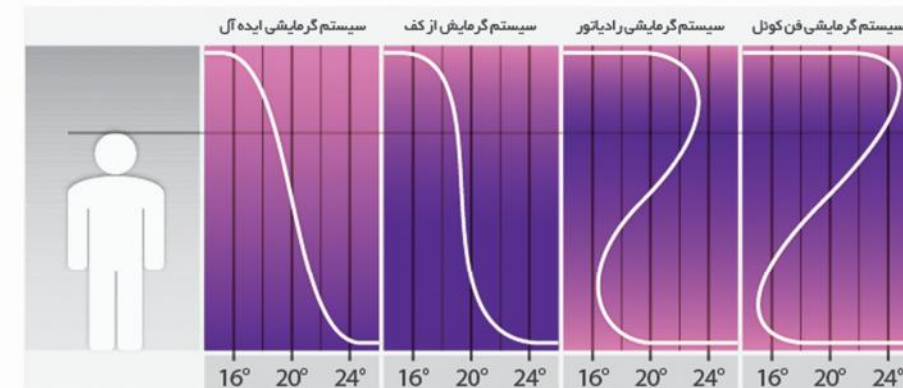 سیستم گرمایشی ایده آل
سیستم گرمایش از کف
سیستم گرمایشی رادیاتور
سیستم گرمایشی فن کوئل
16° 20° 24°
16° 20° 24°
16° 20° 24°
16° 20° 24°